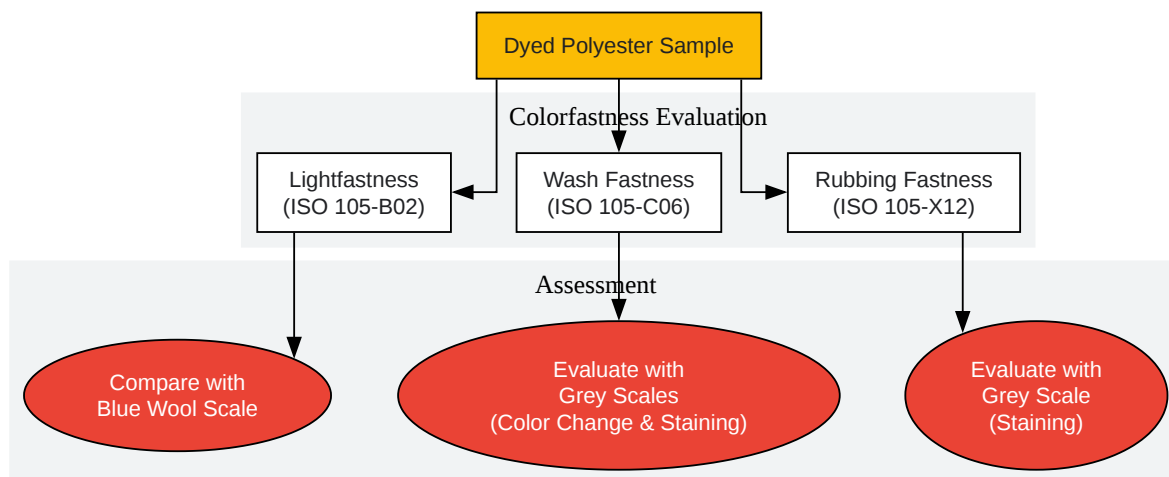 Dyed Polyester Sample
Colorfastness Evaluation
Lightfastness
(ISO 105-B02)
Wash Fastness
(ISO 105-C06)
Rubbing Fastness
(ISO 105-X12)
Assessment
Compare with
Blue Wool Scale
Evaluate with
Grey Scales
(Color Change & Staining)
Evaluate with
Grey Scale
(Staining)